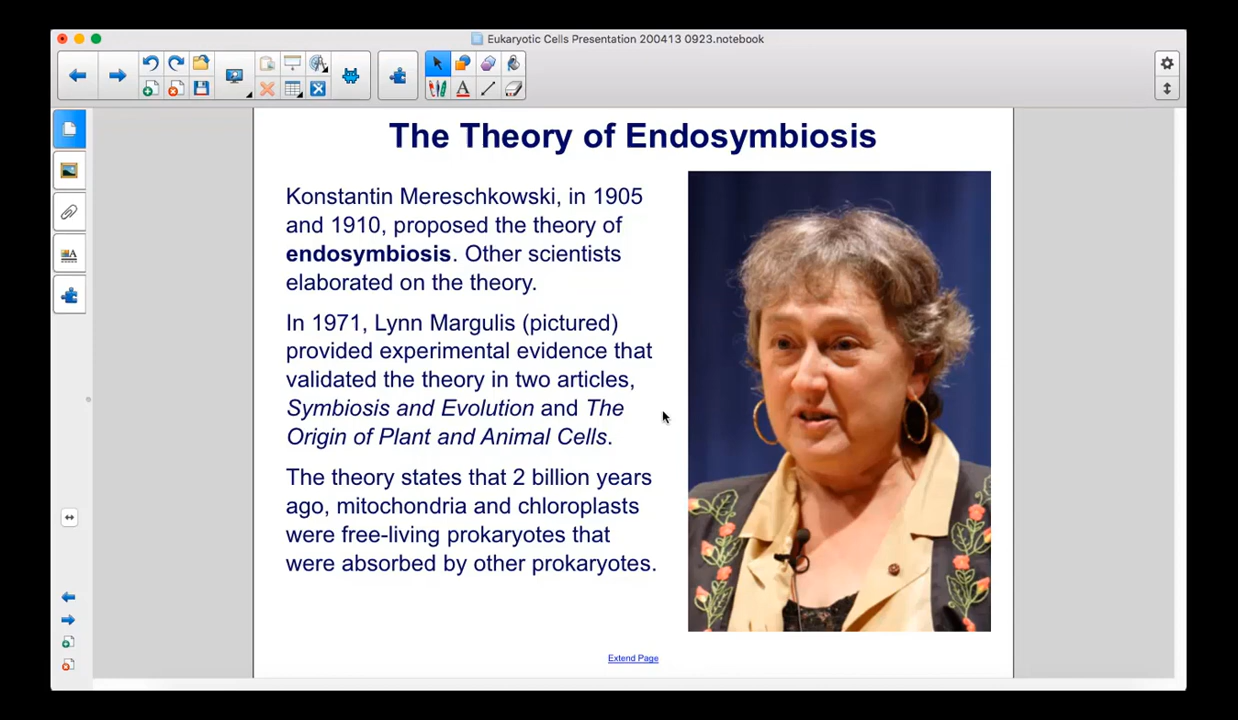 Eukaryotic Cells Presentation 200413 0923.notebook
The Theory of Endosymbiosis
Konstantin Mereschkowski, in 1905
and 1910, proposed the theory of
endosymbiosis. Other scientists
elaborated on the theory.
In 1971, Lynn Margulis (pictured)
provided experimental evidence that
validated the theory in two articles,
Symbiosis and Evolution and The
Origin of Plant and Animal Cells.
The theory states that 2 billion years
ago, mitochondria and chloroplasts
were free-living prokaryotes that
were absorbed by other prokaryotes.
Extend Page